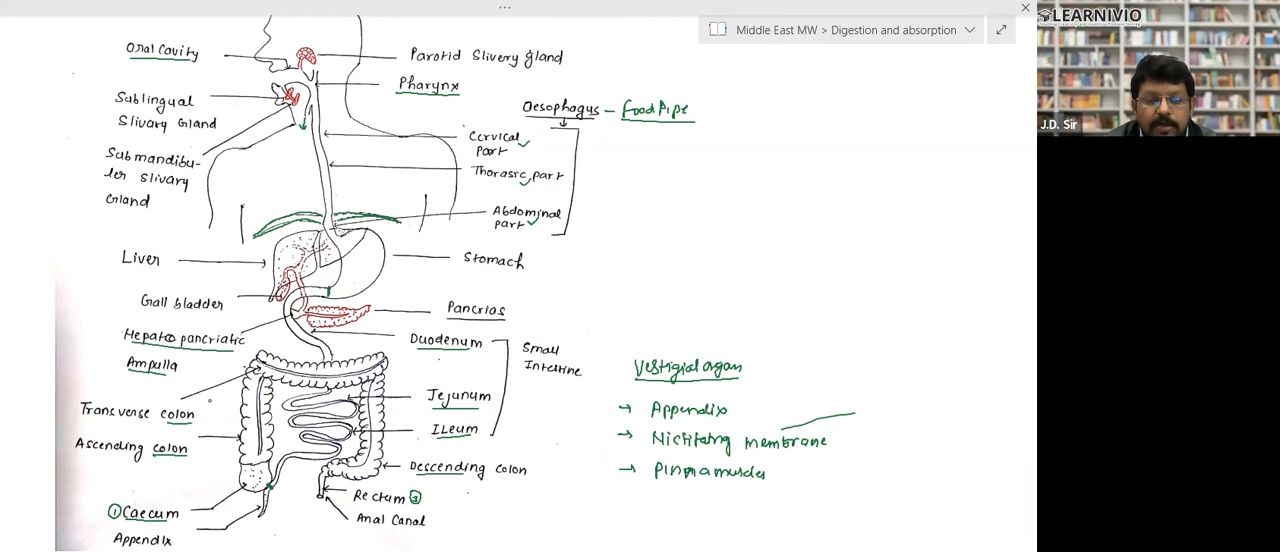 Middle East MW > Digestion and absorption
LEARNIVIO
J.D. Sir
Oral Cavity
Parotid Slivery gland
Pharynx
Sublingual
Slivary Gland
Oesophagus - food Pipe
Cervical
Part
Submandibu-
ler slivary
Gland
Thorasic part
Abdominal
part
Liver
Stomach
Gall bladder
Pancrias
Hepato pancriatic
Ampulla
Duodenum
Small
Intestine
Vestigial organ
Transverse colon
Jejunum
→ Appendix
Ascending colon
ILeum
→ Nictitating membrane
Descending colon
→ Pinna muscles
Rectum ③
① Caecum
Anal Canal
Appendix